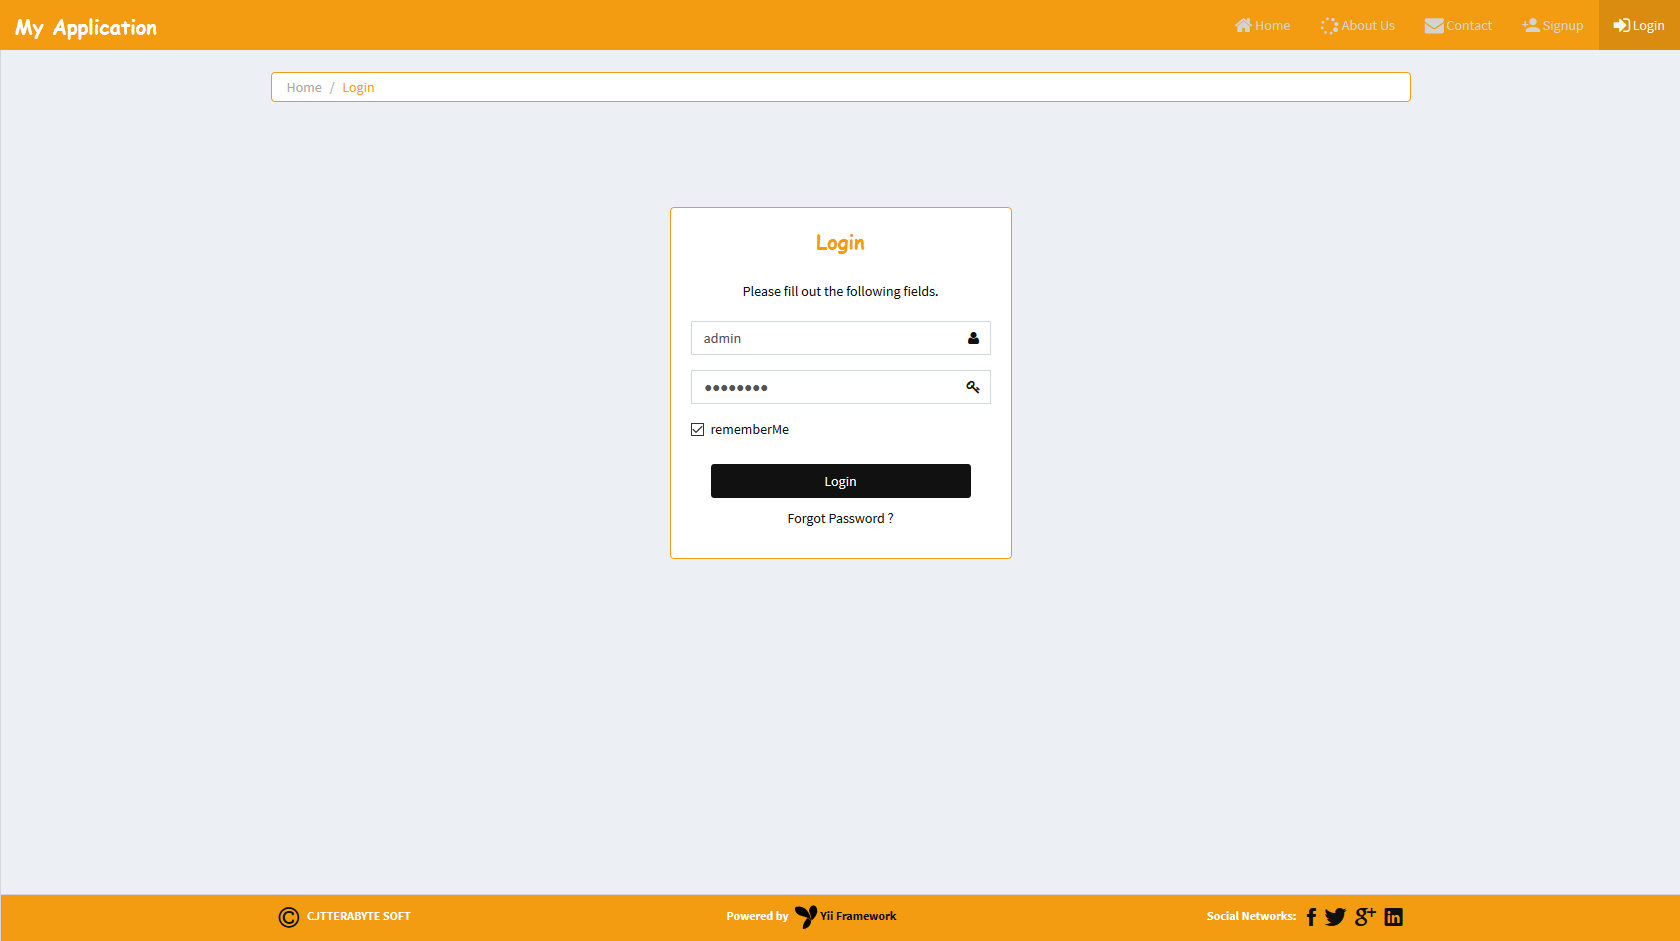 My Application
Home
About Us
Contact
Signup
Login
Home / Login
Login
Please fill out the following fields.
admin
••••••••
rememberMe
Login
Forgot Password ?
© CJTTERABYTE SOFT
Powered by Yii Framework
Social Networks: f g+ in